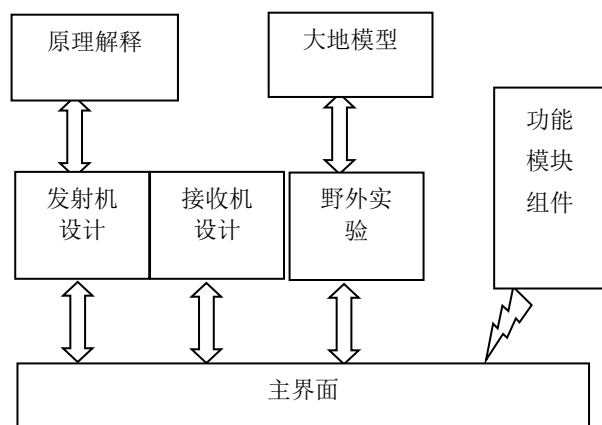 原理解释
大地模型
功能
模块
组件
发射机
设计
接收机
设计
野外实
验
主界面